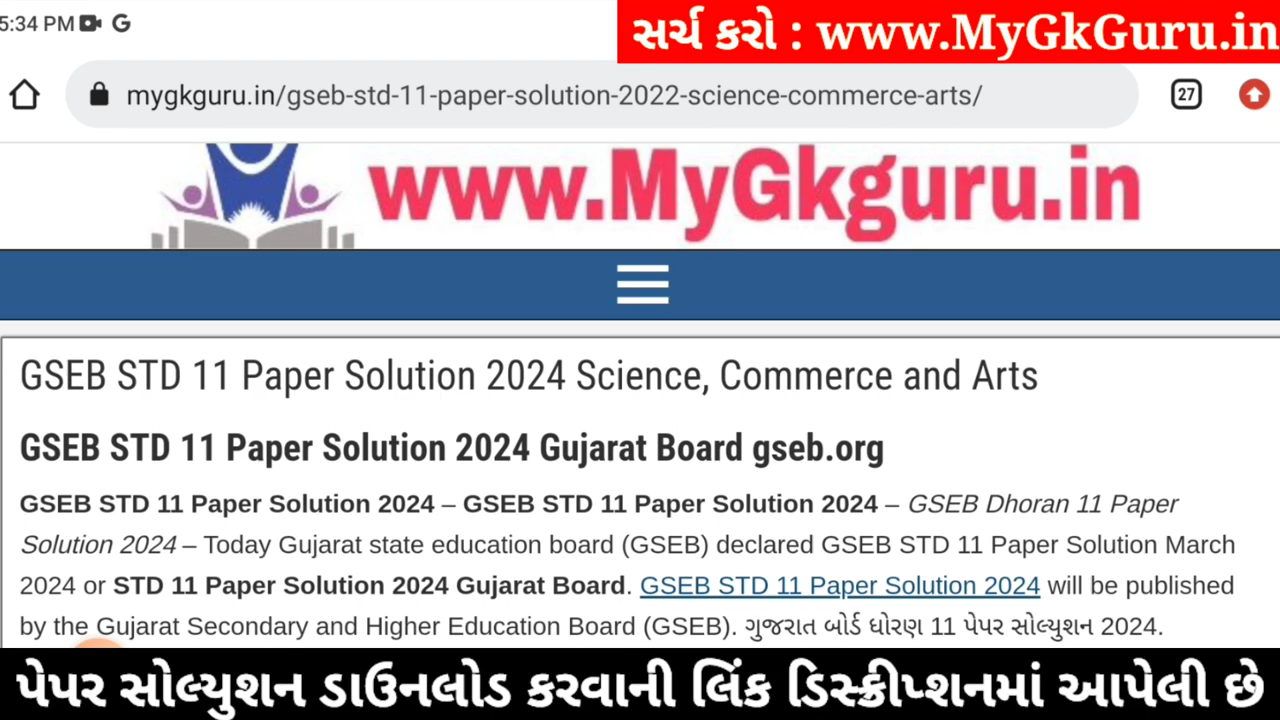 5:34 PM
સર્ચ કરો : www.MyGkGuru.in
mygkguru.in/gseb-std-11-paper-solution-2022-science-commerce-arts/
27
www.MyGkguru.in
GSEB STD 11 Paper Solution 2024 Science, Commerce and Arts
GSEB STD 11 Paper Solution 2024 Gujarat Board gseb.org
GSEB STD 11 Paper Solution 2024 – GSEB STD 11 Paper Solution 2024 – GSEB Dhoran 11 Paper
Solution 2024 – Today Gujarat state education board (GSEB) declared GSEB STD 11 Paper Solution March
2024 or STD 11 Paper Solution 2024 Gujarat Board. GSEB STD 11 Paper Solution 2024 will be published
by the Gujarat Secondary and Higher Education Board (GSEB). ગુજરાત બોર્ડ ધોરણ 11 પેપર સોલ્યુશન 2024.
પેપર સોલ્યુશન ડાઉનલોડ કરવાની લિંક ડિસ્ક્રીપ્શનમાં આપેલી છે